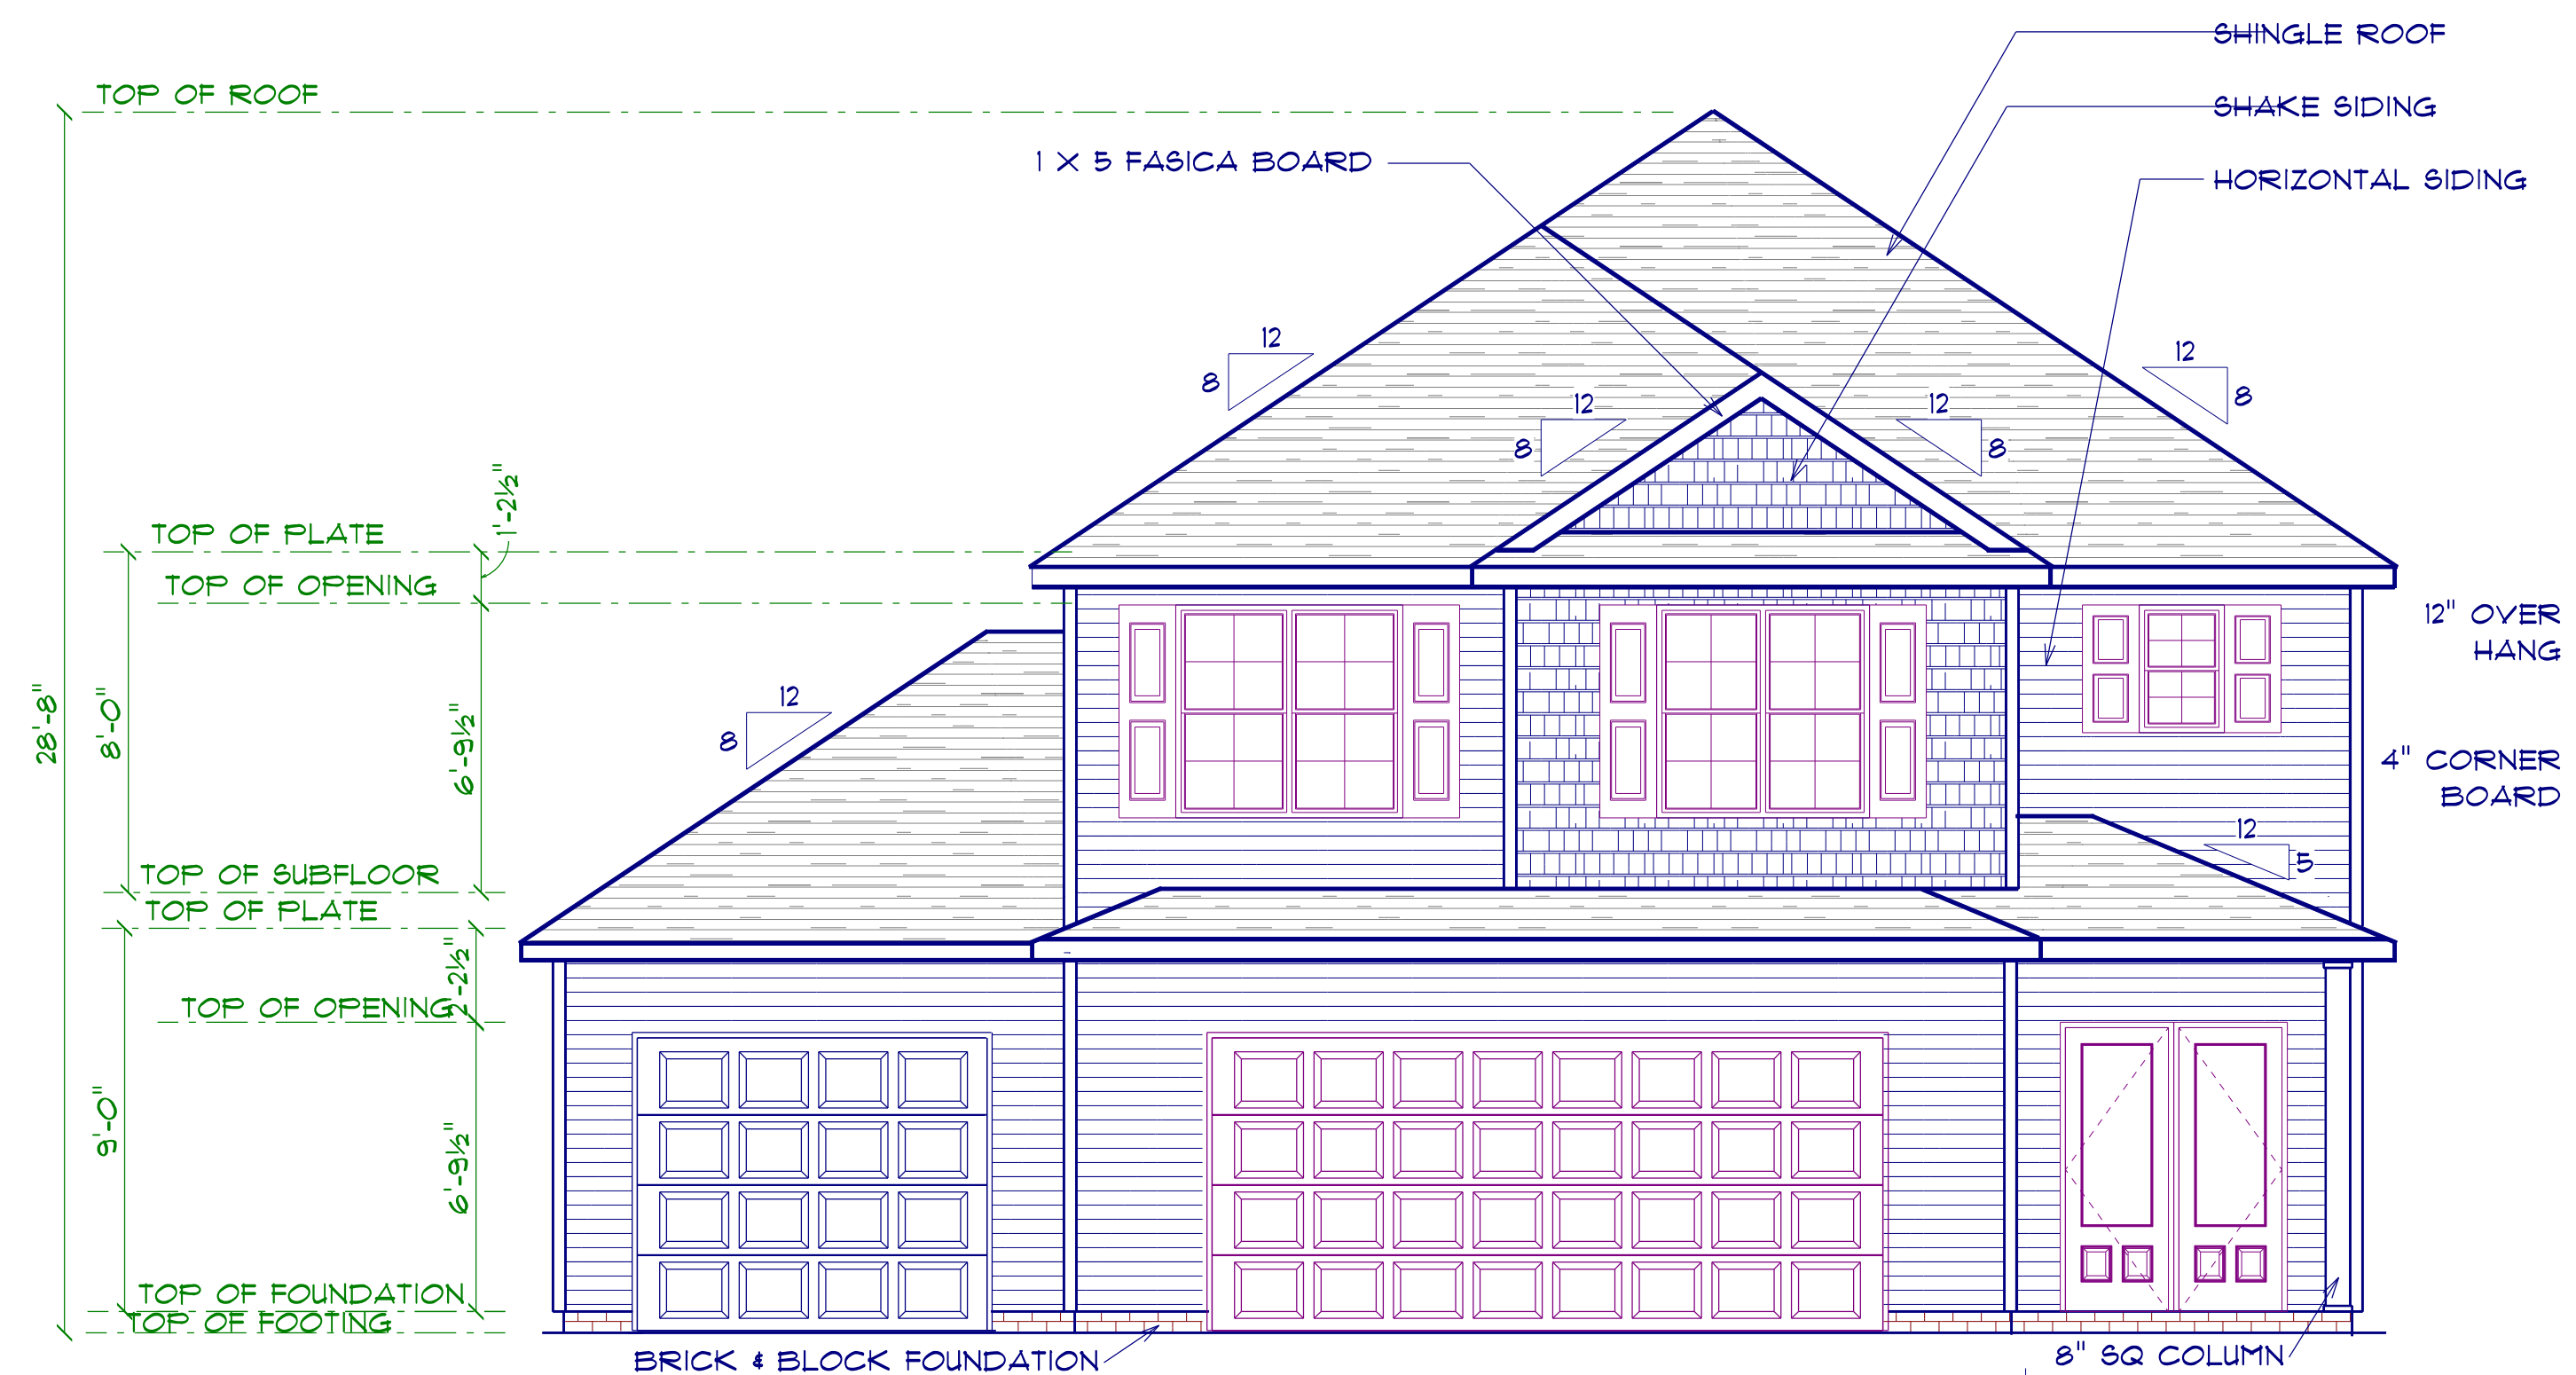 SHINGLE ROOF
TOP OF ROOF
SHAKE SIDING
1 X 5 FASICA BOARD
HORIZONTAL SIDING
12
8
12
8
12
8
12
8
1'-2½"
TOP OF PLATE
TOP OF OPENING
12" OVER
HANG
28'-8"
8'-0"
6'-9½"
12
8
4" CORNER
BOARD
12
5
TOP OF SUBFLOOR
TOP OF PLATE
2'-2½"
TOP OF OPENING
9'-0"
6'-9½"
TOP OF FOUNDATION
TOP OF FOOTING
BRICK & BLOCK FOUNDATION
8" SQ COLUMN